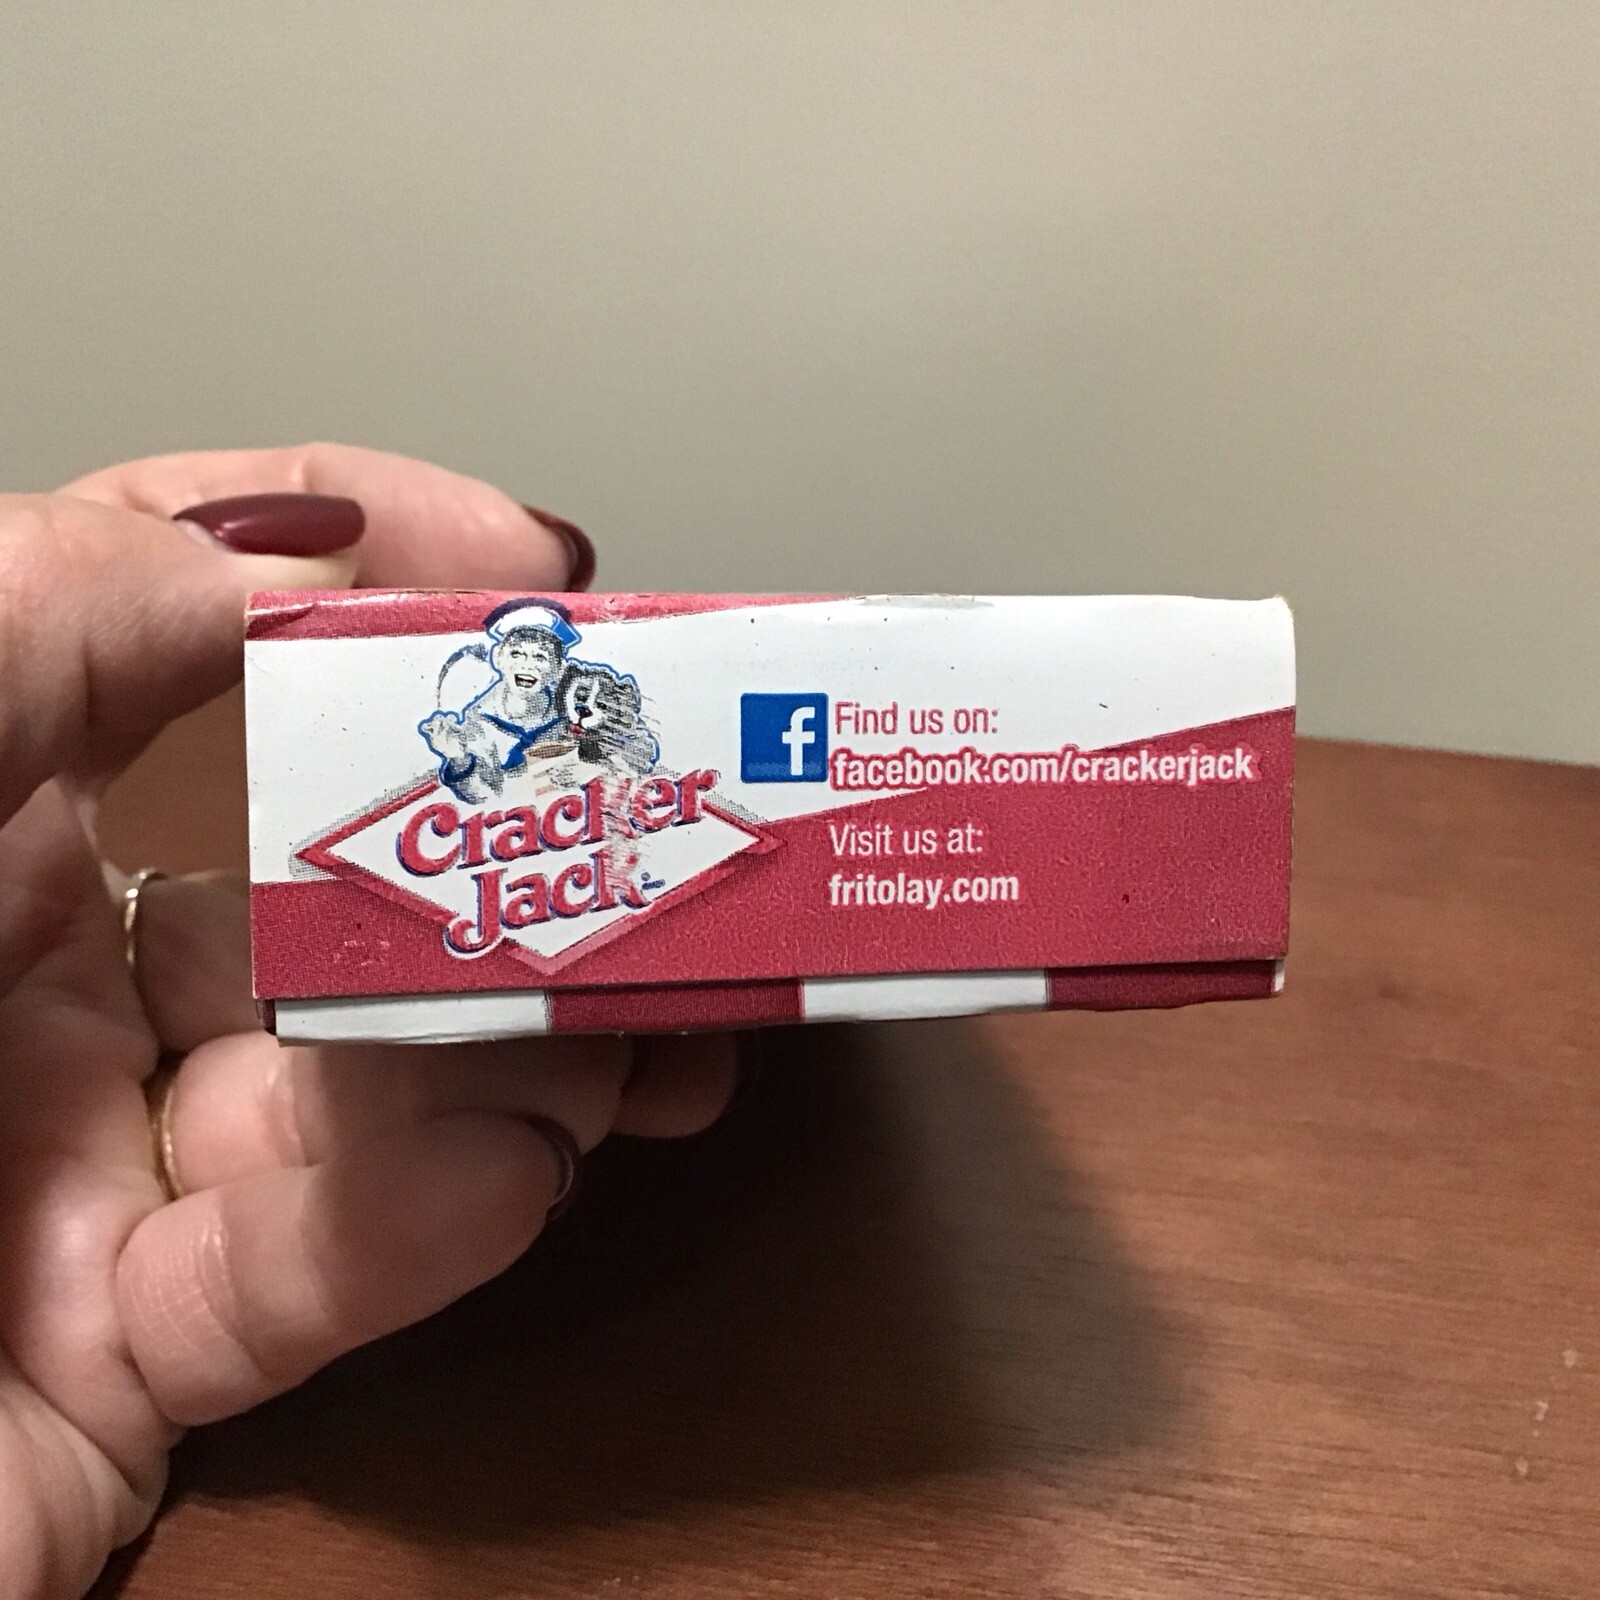 Cracker
Jack
f
Find us on:
facebook.com/crackerjack
Visit us at:
fritolay.com